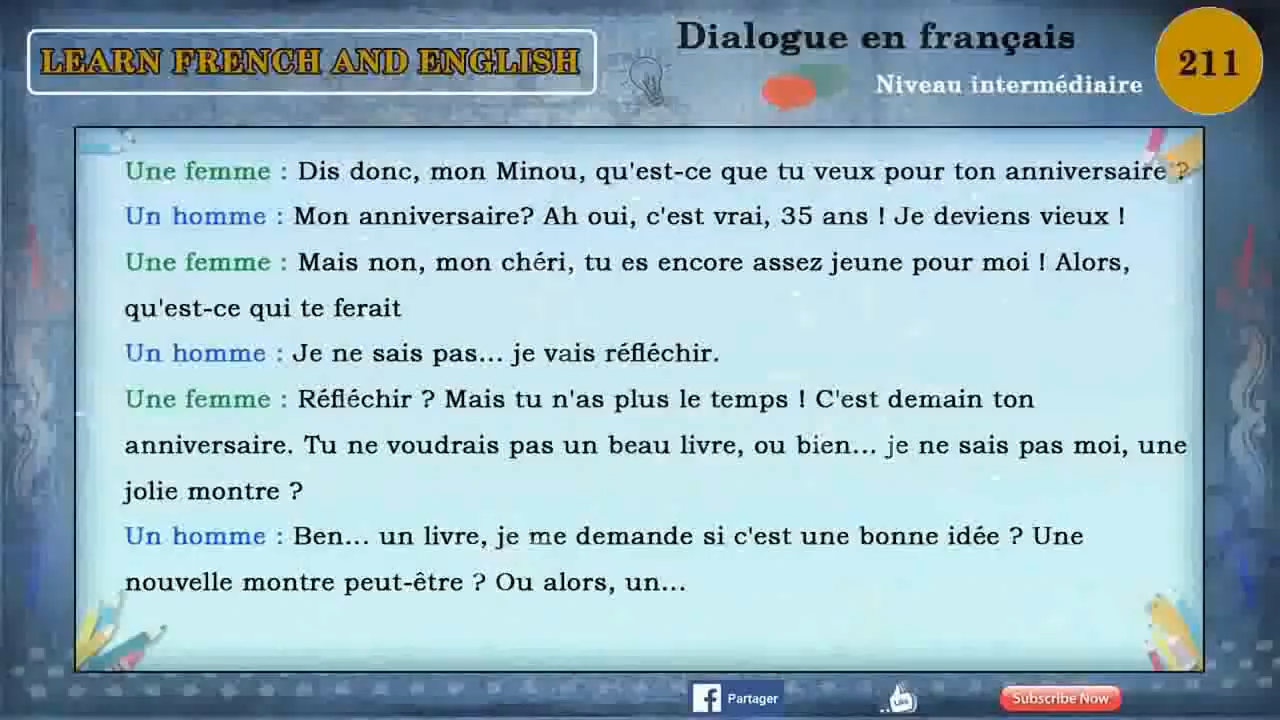 LEARN FRENCH AND ENGLISH
Dialogue en français
Niveau intermédiaire
211
Une femme : Dis donc, mon Minou, qu'est-ce que tu veux pour ton anniversaire ?
Un homme : Mon anniversaire? Ah oui, c'est vrai, 35 ans ! Je deviens vieux !
Une femme : Mais non, mon chéri, tu es encore assez jeune pour moi ! Alors,
qu'est-ce qui te ferait
Un homme : Je ne sais pas... je vais réfléchir.
Une femme : Réfléchir ? Mais tu n'as plus le temps ! C'est demain ton
anniversaire. Tu ne voudrais pas un beau livre, ou bien... je ne sais pas moi, une
jolie montre ?
Un homme : Ben... un livre, je me demande si c'est une bonne idée ? Une
nouvelle montre peut-être ? Ou alors, un...
Partager
Like
Subscribe Now